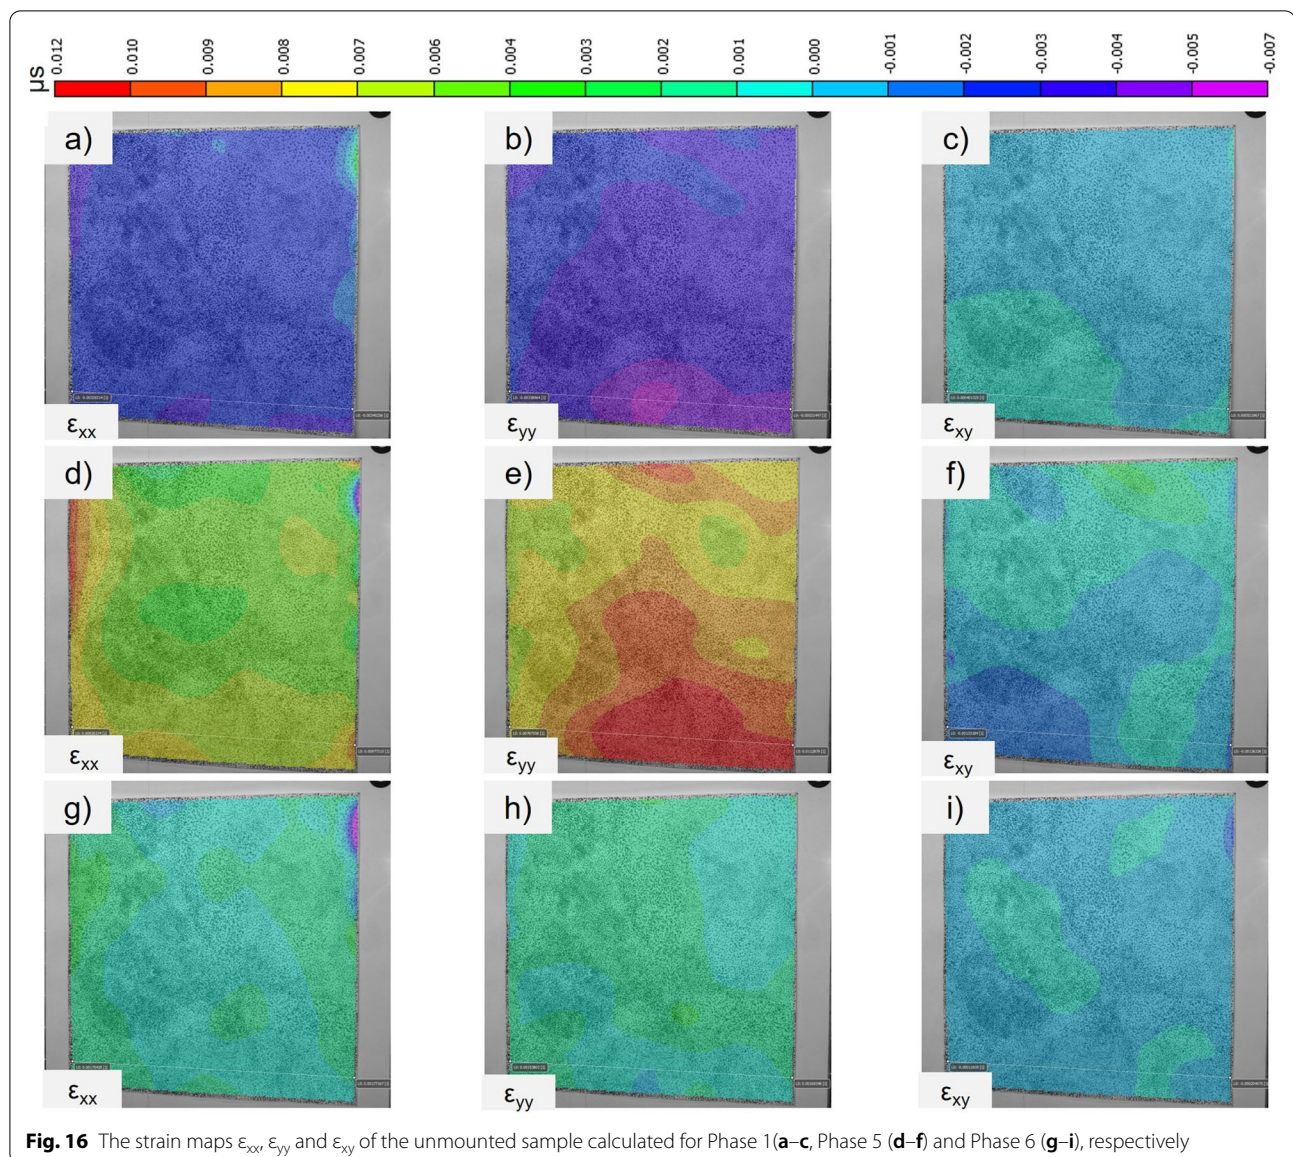 μs
0.012 0.010 0.009 0.008 0.007 0.006 0.004 0.003 0.002 0.001 0.000 -0.001 -0.002 -0.003 -0.004 -0.005 -0.007
a) b) c)
εxx εyy εxy
d) e) f)
εxx εyy εxy
g) h) i)
εxx εyy εxy
Fig. 16 The strain maps εxx, εyy and εxy of the unmounted sample calculated for Phase 1(a–c, Phase 5 (d–f) and Phase 6 (g–i), respectively